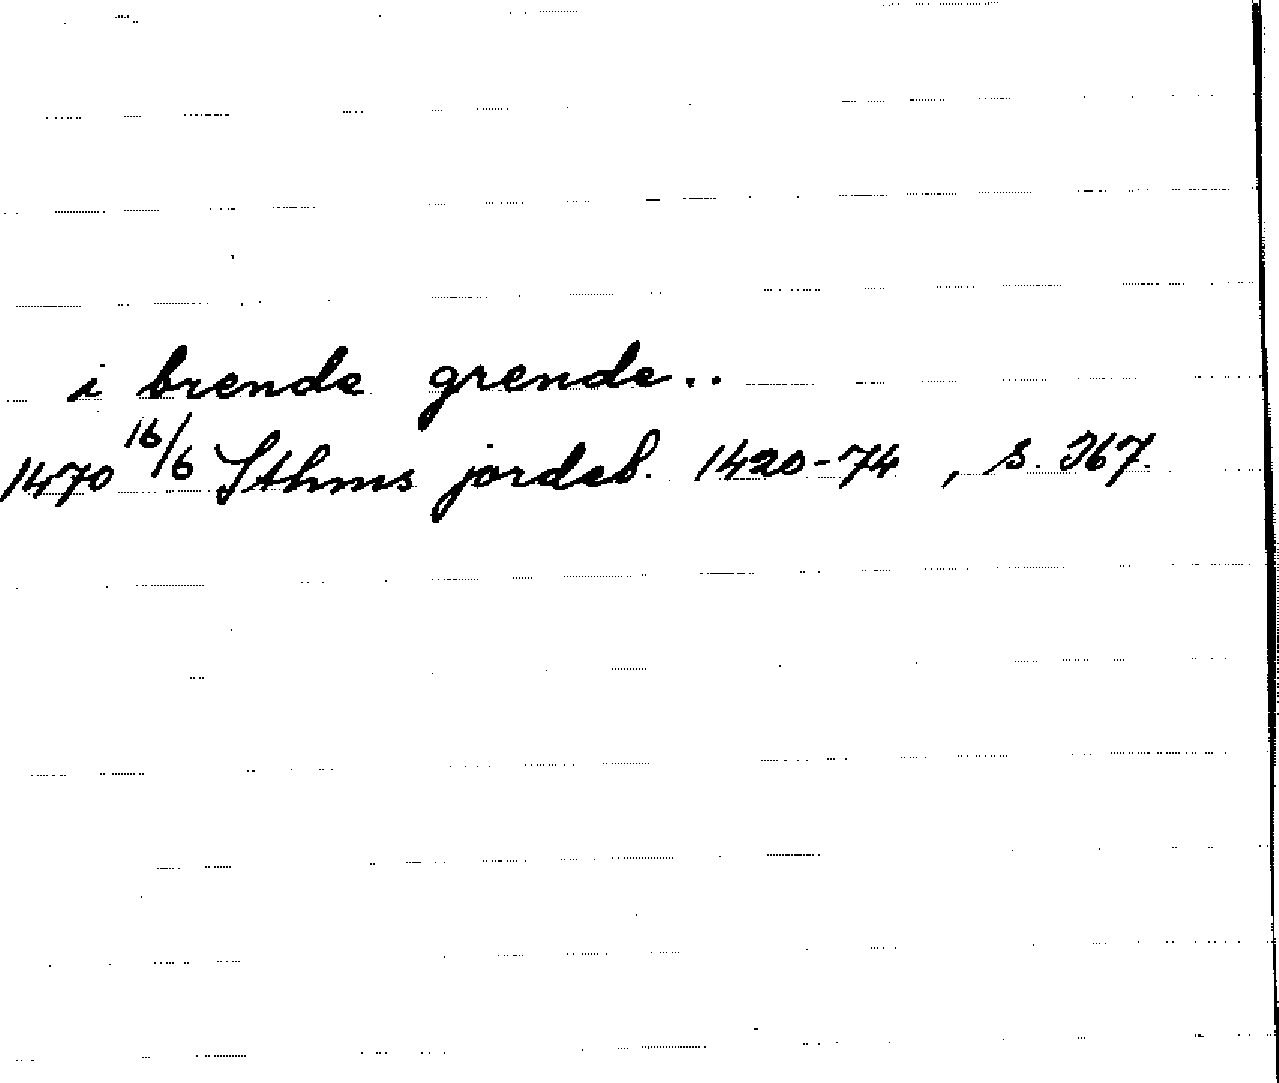 i brende grende..
1470 16/6 Sthms jordeb. 1420-74, s. 367.